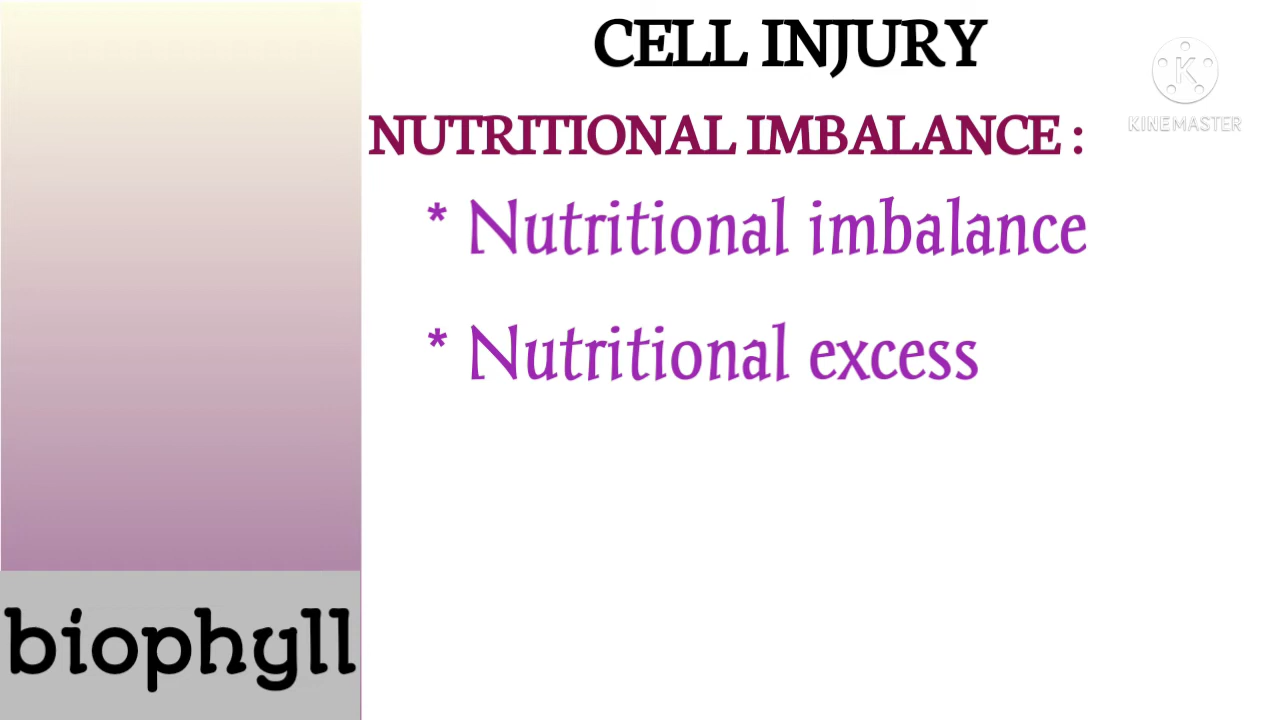 CELL INJURY
KINEMASTER
NUTRITIONAL IMBALANCE :
* Nutritional imbalance
* Nutritional excess
biophyll